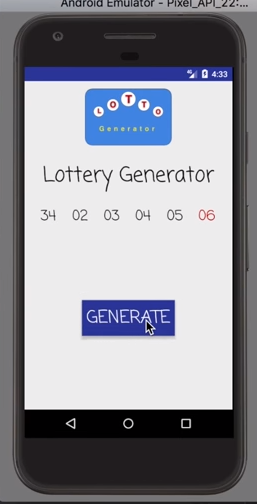 Android Emulator - Pixel_API_22:...
4:33
LOTTO
Generator
Lottery Generator
34 02 03 04 05 06
GENERATE